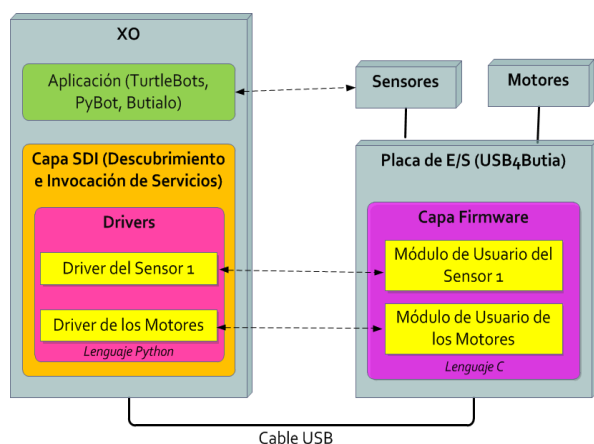 XO
Aplicación (TurtleBots,
PyBot, Butialo)
Capa SDI (Descubrimiento
e Invocación de Servicios)
Drivers
Driver del Sensor 1
Driver de los Motores
Lenguaje Python
Sensores
Motores
Placa de E/S (USB4Butia)
Capa Firmware
Módulo de Usuario del
Sensor 1
Módulo de Usuario de
los Motores
Lenguaje C
Cable USB